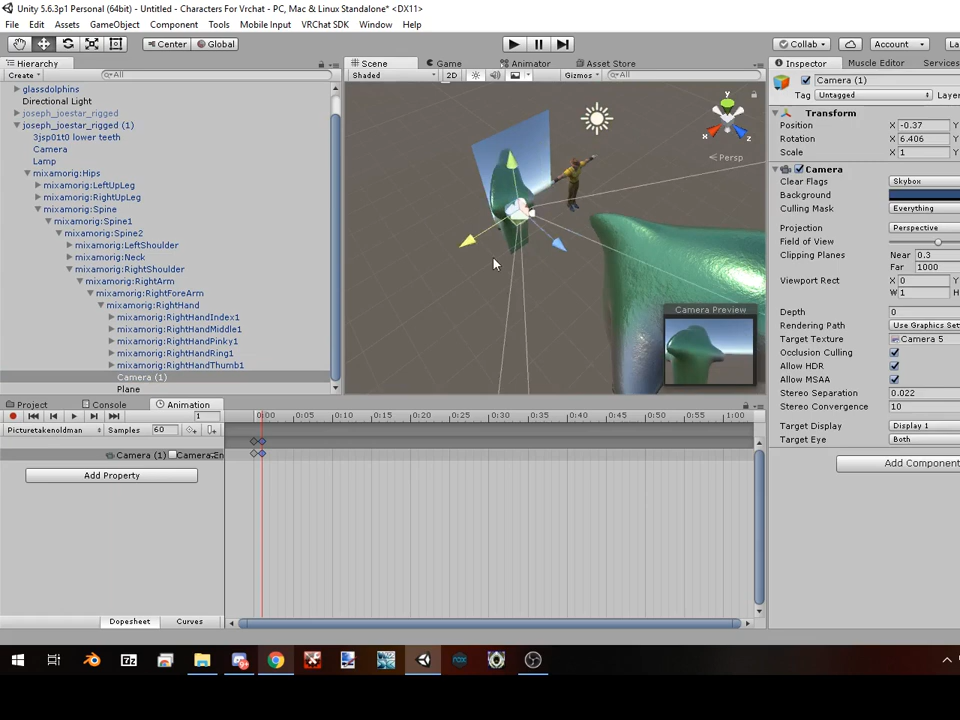 Unity 5.6.3p1 Personal (64bit) - Untitled - Characters For Vrchat - PC, Mac & Linux Standalone* <DX11>
File Edit Assets GameObject Component Tools Mobile Input VRChat SDK Window Help
Center Global Collab Account La
Hierarchy Scene Game Animator Asset Store Inspector Muscle Editor Services
Create All Shaded 2D Gizmos All Camera (1)
Tag Untagged Layer
glassdolphins
Directional Light
joseph_joestar_rigged
joseph_joestar_rigged (1)
3jsp01t0 lower teeth
Camera
Lamp
mixamorig:Hips
mixamorig:LeftUpLeg
mixamorig:RightUpLeg
mixamorig:Spine
mixamorig:Spine1
mixamorig:Spine2
mixamorig:LeftShoulder
mixamorig:Neck
mixamorig:RightShoulder
mixamorig:RightArm
mixamorig:RightForeArm
mixamorig:RightHand
mixamorig:RightHandIndex1
mixamorig:RightHandMiddle1
mixamorig:RightHandPinky1
mixamorig:RightHandRing1
mixamorig:RightHandThumb1
Camera (1)
Plane
y
x
z
Persp
Camera Preview
Transform
Position X -0.37
Rotation X 6.406
Scale X 1
Camera
Clear Flags Skybox
Background
Culling Mask Everything
Projection Perspective
Field of View
Clipping Planes Near 0.3
Far 1000
Viewport Rect X 0
W 1 H
Depth 0
Rendering Path Use Graphics Set
Target Texture Camera 5
Occlusion Culling
Allow HDR
Allow MSAA
Stereo Separation 0.022
Stereo Convergence 10
Target Display Display 1
Target Eye Both
Add Component
Project Console Animation
1 0:00 0:05 0:10 0:15 0:20 0:25 0:30 0:35 0:40 0:45 0:50 0:55 1:00
Picturetakenoldman Samples 60
Camera (1) Camera.En
Add Property
Dopesheet Curves